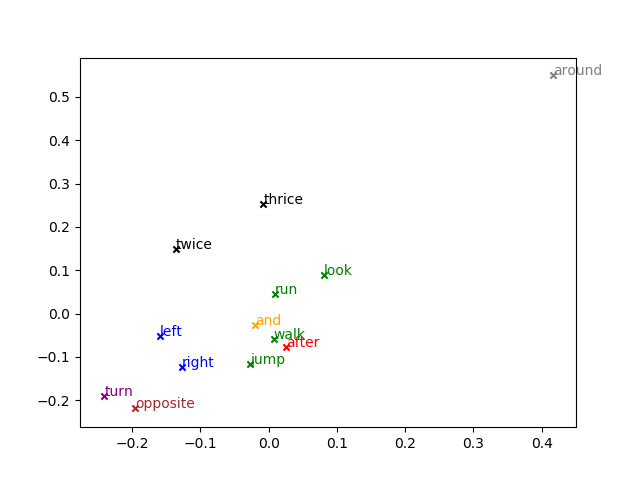 around
0.5
0.4
0.3
thrice
0.2
twice
0.1
look
run
0.0
and
left
walk
after
−0.1
right
jump
turn
−0.2
opposite
−0.2
−0.1
0.0
0.1
0.2
0.3
0.4